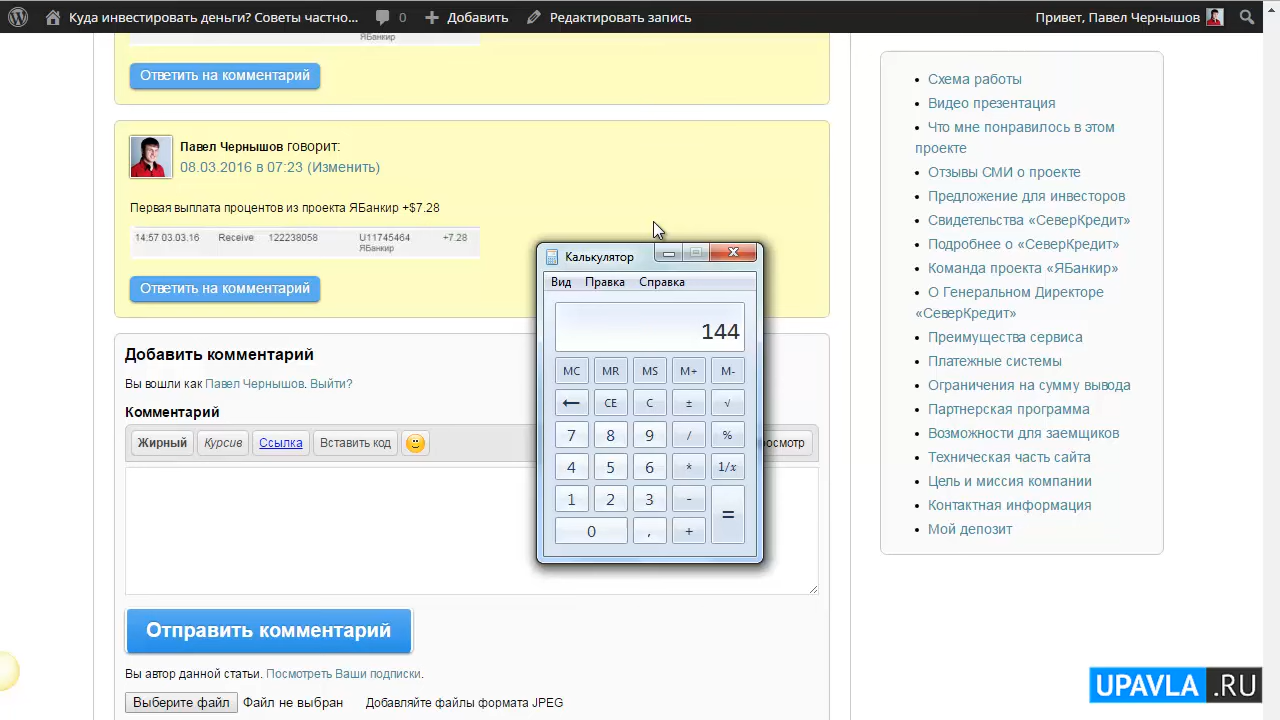 Куда инвестировать деньги? Советы частно... 0 Добавить Редактировать запись Привет, Павел Чернышов
ЯБанкир
Ответить на комментарий
Павел Чернышов говорит:
08.03.2016 в 07:23 (Изменить)
Первая выплата процентов из проекта ЯБанкир +$7.28
14:57 03.03.16 Receive 122238058 U11745464 +7.28
ЯБанкир
Ответить на комментарий
Добавить комментарий
Вы вошли как Павел Чернышов. Выйти?
Комментарий
Жирный Курсив Ссылка Вставить код осмотр
Отправить комментарий
Вы автор данной статьи. Посмотреть Ваши подписки.
Выберите файл Файл не выбран Добавляйте файлы формата JPEG
Калькулятор
Вид Правка Справка
144
MC MR MS M+ M-
← CE C ± √
7 8 9 / %
4 5 6 * 1/x
1 2 3 - =
0 , +
Схема работы
Видео презентация
Что мне понравилось в этом
проекте
Отзывы СМИ о проекте
Предложение для инвесторов
Свидетельства «СеверКредит»
Подробнее о «СеверКредит»
Команда проекта «ЯБанкир»
О Генеральном Директоре
«СеверКредит»
Преимущества сервиса
Платежные системы
Ограничения на сумму вывода
Партнерская программа
Возможности для заемщиков
Техническая часть сайта
Цель и миссия компании
Контактная информация
Мой депозит
UPAVLA.RU